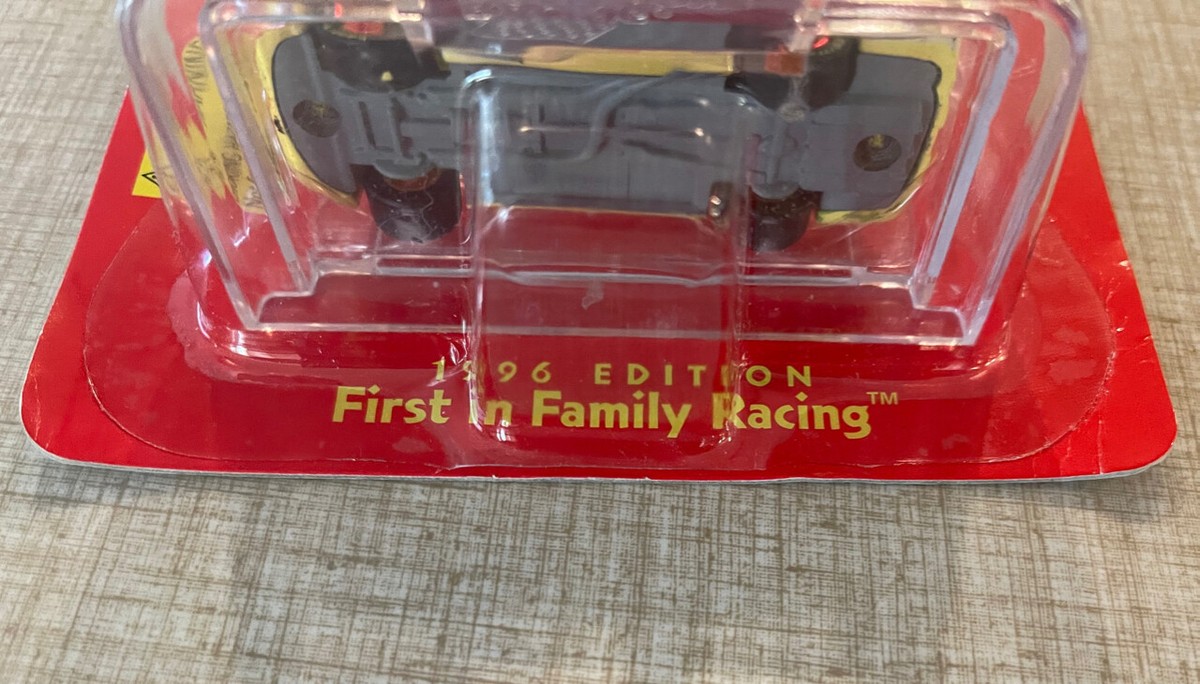 1996 EDITION
First in Family Racing™